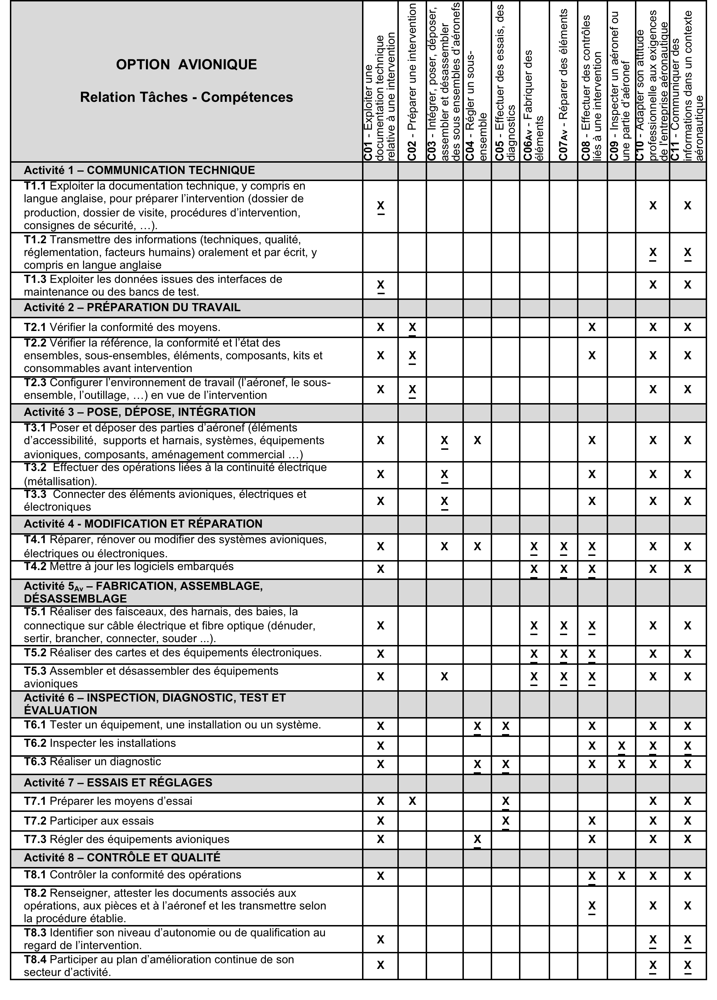 OPTION AVIONIQUE
Relation Tâches - Compétences
C01 - Exploiter une
documentation technique
relative à une intervention
C02 - Préparer une intervention
C03 - Intégrer, poser, déposer,
assembler et désassembler
des sous ensembles d'aéronefs
C04 - Régler un sous-
ensemble
C05 - Effectuer des essais, des
diagnostics
C06Av - Fabriquer des
éléments
C07Av - Réparer des éléments
C08 - Effectuer des contrôles
liés à une intervention
C09 - Inspecter un aéronef ou
une partie d'aéronef
C10 - Adapter son attitude
professionnelle aux exigences
de l'entreprise aéronautique
C11 - Communiquer des
informations dans un contexte
aéronautique
Activité 1 – COMMUNICATION TECHNIQUE
T1.1 Exploiter la documentation technique, y compris en
langue anglaise, pour préparer l'intervention (dossier de
production, dossier de visite, procédures d'intervention,
consignes de sécurité, …).
X X X
T1.2 Transmettre des informations (techniques, qualité,
réglementation, facteurs humains) oralement et par écrit, y
compris en langue anglaise
X X
T1.3 Exploiter les données issues des interfaces de
maintenance ou des bancs de test.
X X X
Activité 2 – PRÉPARATION DU TRAVAIL
T2.1 Vérifier la conformité des moyens. X X X X X
T2.2 Vérifier la référence, la conformité et l'état des
ensembles, sous-ensembles, éléments, composants, kits et
consommables avant intervention
X X X X X
T2.3 Configurer l'environnement de travail (l'aéronef, le sous-
ensemble, l'outillage, …) en vue de l'intervention
X X X X
Activité 3 – POSE, DÉPOSE, INTÉGRATION
T3.1 Poser et déposer des parties d'aéronef (éléments
d'accessibilité, supports et harnais, systèmes, équipements
avioniques, composants, aménagement commercial …)
X X X X X X
T3.2 Effectuer des opérations liées à la continuité électrique
(métallisation).
X X X X X
T3.3 Connecter des éléments avioniques, électriques et
électroniques
X X X X X
Activité 4 - MODIFICATION ET RÉPARATION
T4.1 Réparer, rénover ou modifier des systèmes avioniques,
électriques ou électroniques.
X X X X X X X X
T4.2 Mettre à jour les logiciels embarqués X X X X X X
Activité 5Av – FABRICATION, ASSEMBLAGE,
DÉSASSEMBLAGE
T5.1 Réaliser des faisceaux, des harnais, des baies, la
connectique sur câble électrique et fibre optique (dénuder,
sertir, brancher, connecter, souder ...).
X X X X X X
T5.2 Réaliser des cartes et des équipements électroniques. X X X X X X
T5.3 Assembler et désassembler des équipements
avioniques
X X X X X X X
Activité 6 – INSPECTION, DIAGNOSTIC, TEST ET
ÉVALUATION
T6.1 Tester un équipement, une installation ou un système. X X X X X X
T6.2 Inspecter les installations X X X X X
T6.3 Réaliser un diagnostic X X X X X X X
Activité 7 – ESSAIS ET RÉGLAGES
T7.1 Préparer les moyens d'essai X X X X X
T7.2 Participer aux essais X X X X X
T7.3 Régler des équipements avioniques X X X X X
Activité 8 – CONTRÔLE ET QUALITÉ
T8.1 Contrôler la conformité des opérations X X X X X
T8.2 Renseigner, attester les documents associés aux
opérations, aux pièces et à l'aéronef et les transmettre selon
la procédure établie.
X X X
T8.3 Identifier son niveau d'autonomie ou de qualification au
regard de l'intervention.
X X X
T8.4 Participer au plan d'amélioration continue de son
secteur d'activité.
X X X